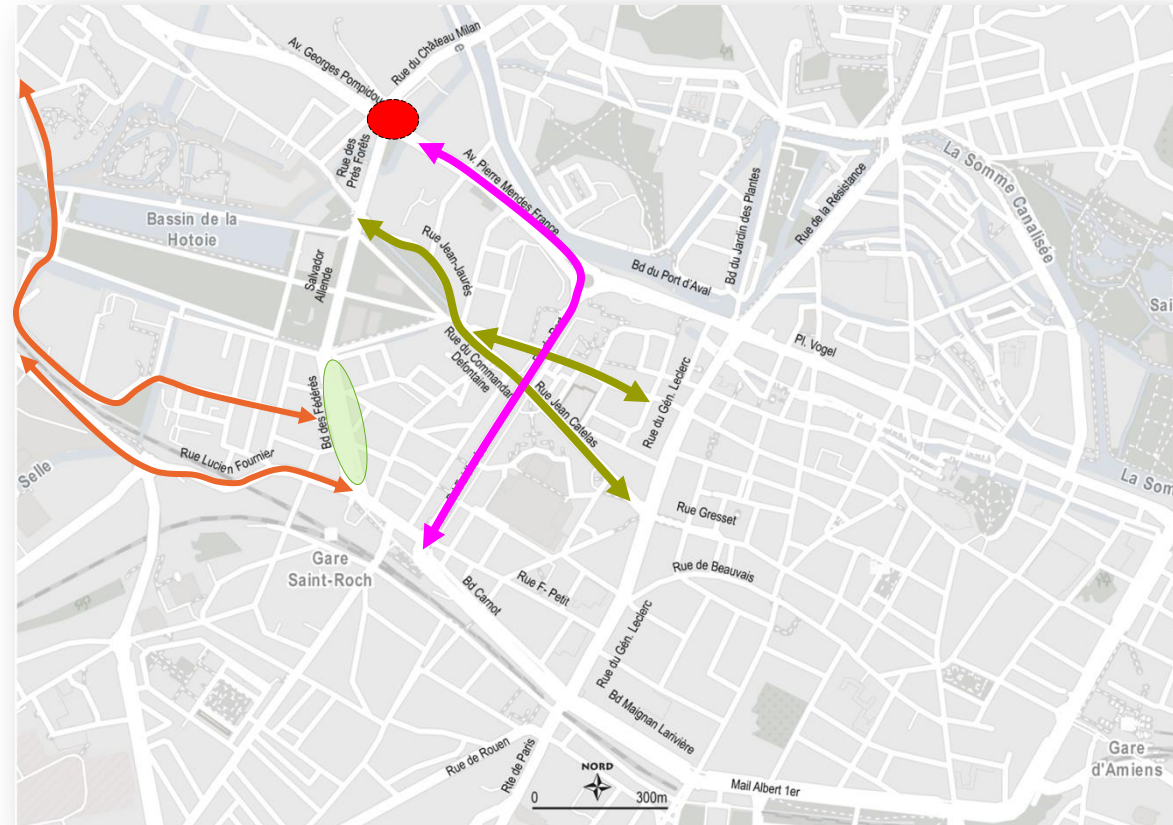 Av. Georges Pompidou
Rue du Château Milan
Rue des
Prés Forêts
Av. Pierre Mendes France
La Somme Canalisée
Rue de la Résistance
Bd du Jardin des Plantes
Bassin de la
Hotoie
Rue Jean-Jaurès
Salvador
Allende
Bd du Port d'Aval
Sai
Pl. Vogel
Rue du Commandan
Defontaine
Rue Jean Catelas
Rue du Gén. Leclerc
Bd des Fédérés
Rue Lucien Fournier
Selle
La Som
Rue Gresset
Gare
Saint-Roch
Rue de Beauvais
Rue F- Petit
Bd Carnot
Rue du Gén. Leclerc
Bd Maignan Larivière
Rue de Rouen
Rte de Paris
Gare
d'Amiens
NORD
0 300m
Mail Albert 1er